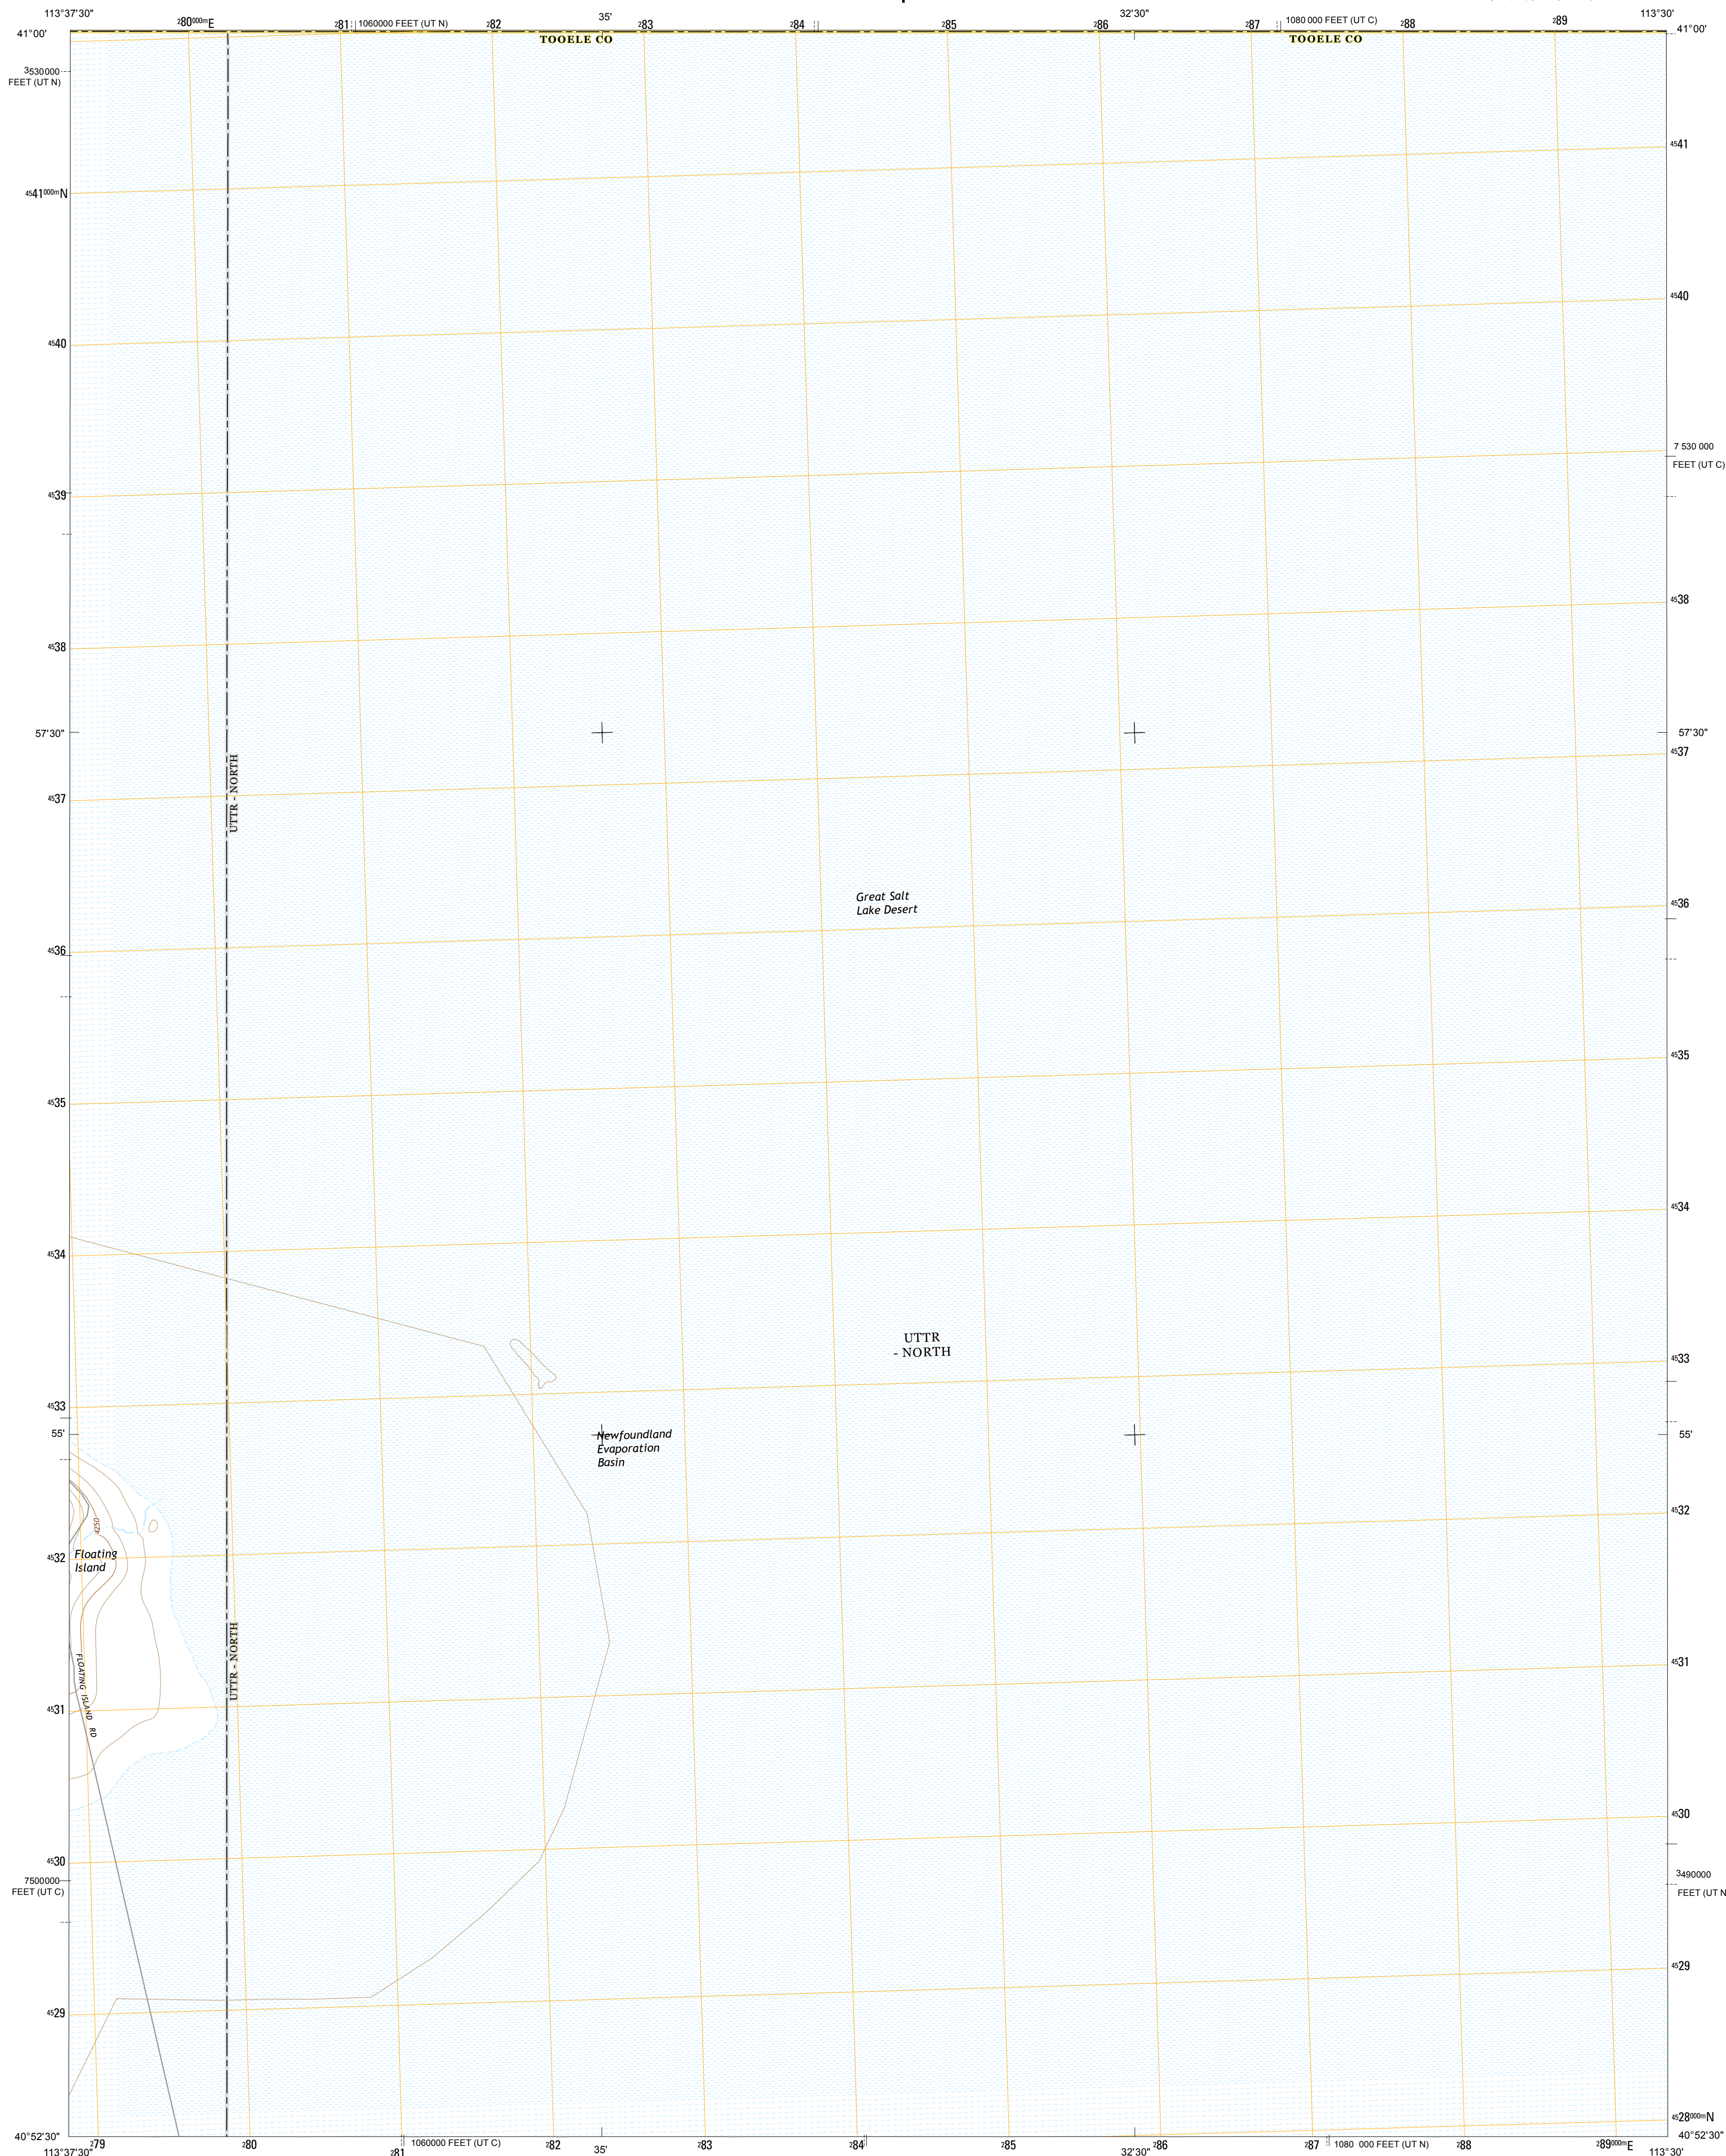 113°37'30"
²80⁰⁰⁰ᵐE
²81
1060000 FEET (UT N)
²82
35'
²83
²84
²85
²86
32'30"
²87
1080 000 FEET (UT C)
²88
²89
113°30'
41°00'
TOOELE CO
TOOELE CO
41°00'
3530000
FEET (UT N)
⁴⁵41
⁴⁵41⁰⁰⁰ᵐN
⁴⁵40
⁴⁵40
7 530 000
FEET (UT C)
⁴⁵39
⁴⁵38
⁴⁵38
57'30"
57'30"
⁴⁵37
UTTR - NORTH
⁴⁵37
Great Salt
Lake Desert
⁴⁵36
⁴⁵36
⁴⁵35
⁴⁵35
⁴⁵34
⁴⁵34
UTTR
- NORTH
⁴⁵33
⁴⁵33
55'
Newfoundland
Evaporation
Basin
55'
4250
⁴⁵32
Floating
Island
⁴⁵32
UTTR - NORTH
⁴⁵31
FLOATING ISLAND RD
⁴⁵31
⁴⁵30
⁴⁵30
7500000
FEET (UT C)
3490000
FEET (UT N
⁴⁵29
⁴⁵29
⁴⁵28⁰⁰⁰ᵐN
40°52'30"
40°52'30"
113°37'30"
²79
²80
²81
1060000 FEET (UT C)
²82
35'
²83
²84
²85
32'30"
²86
²87
1080 000 FEET (UT N)
²88
²89⁰⁰⁰ᵐE
113°30'